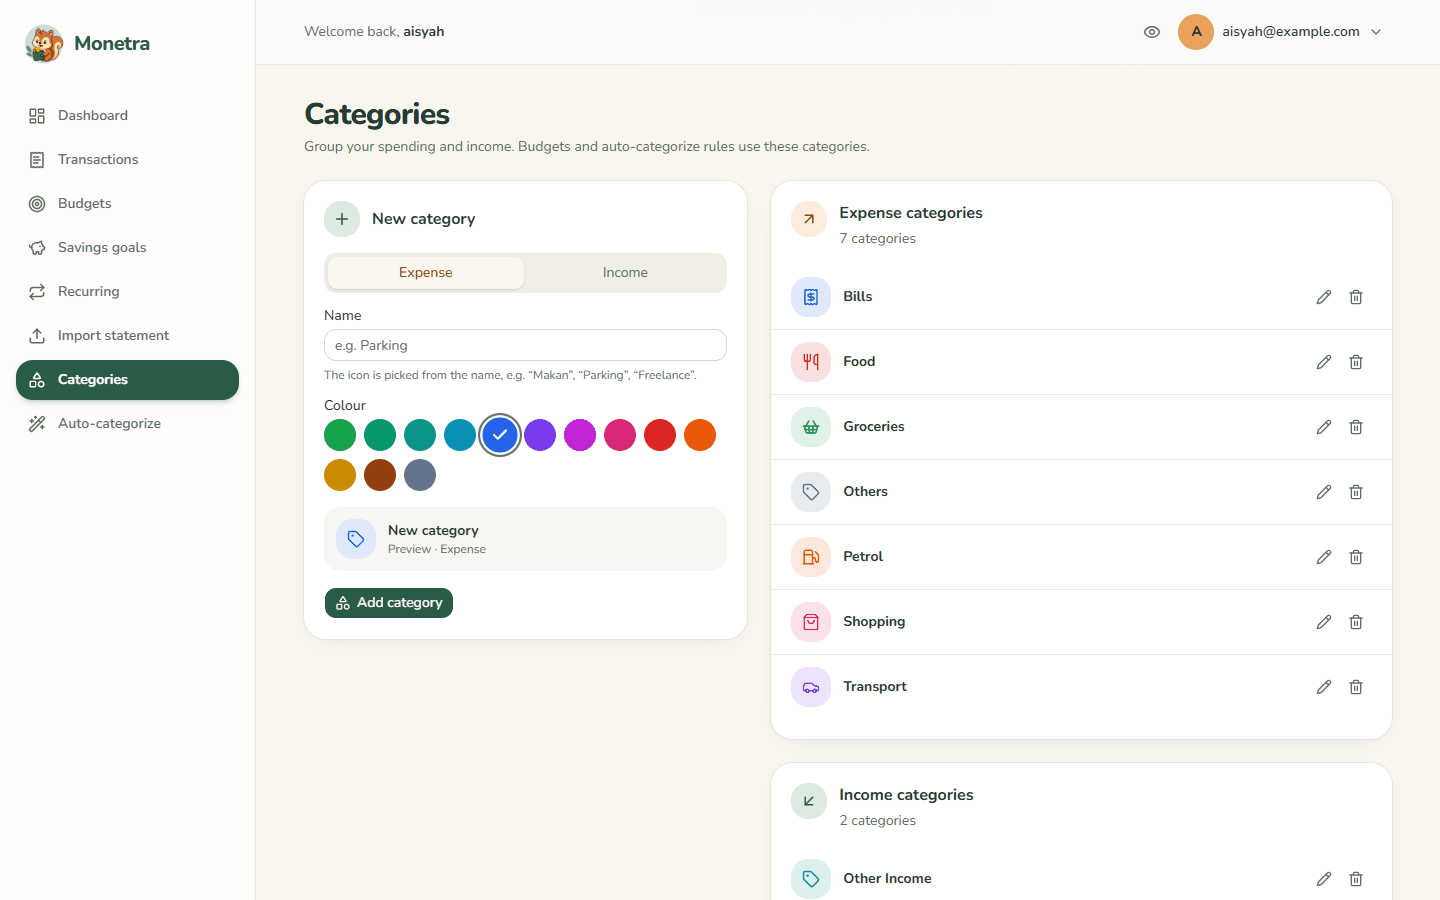 Monetra
Dashboard
Transactions
Budgets
Savings goals
Recurring
Import statement
Categories
Auto-categorize
Welcome back, aisyah
A
aisyah@example.com
Categories
Group your spending and income. Budgets and auto-categorize rules use these categories.
New category
Expense
Income
Name
e.g. Parking
The icon is picked from the name, e.g. “Makan”, “Parking”, “Freelance”.
Colour
New category
Preview · Expense
Add category
Expense categories
7 categories
Bills
Food
Groceries
Others
Petrol
Shopping
Transport
Income categories
2 categories
Other Income